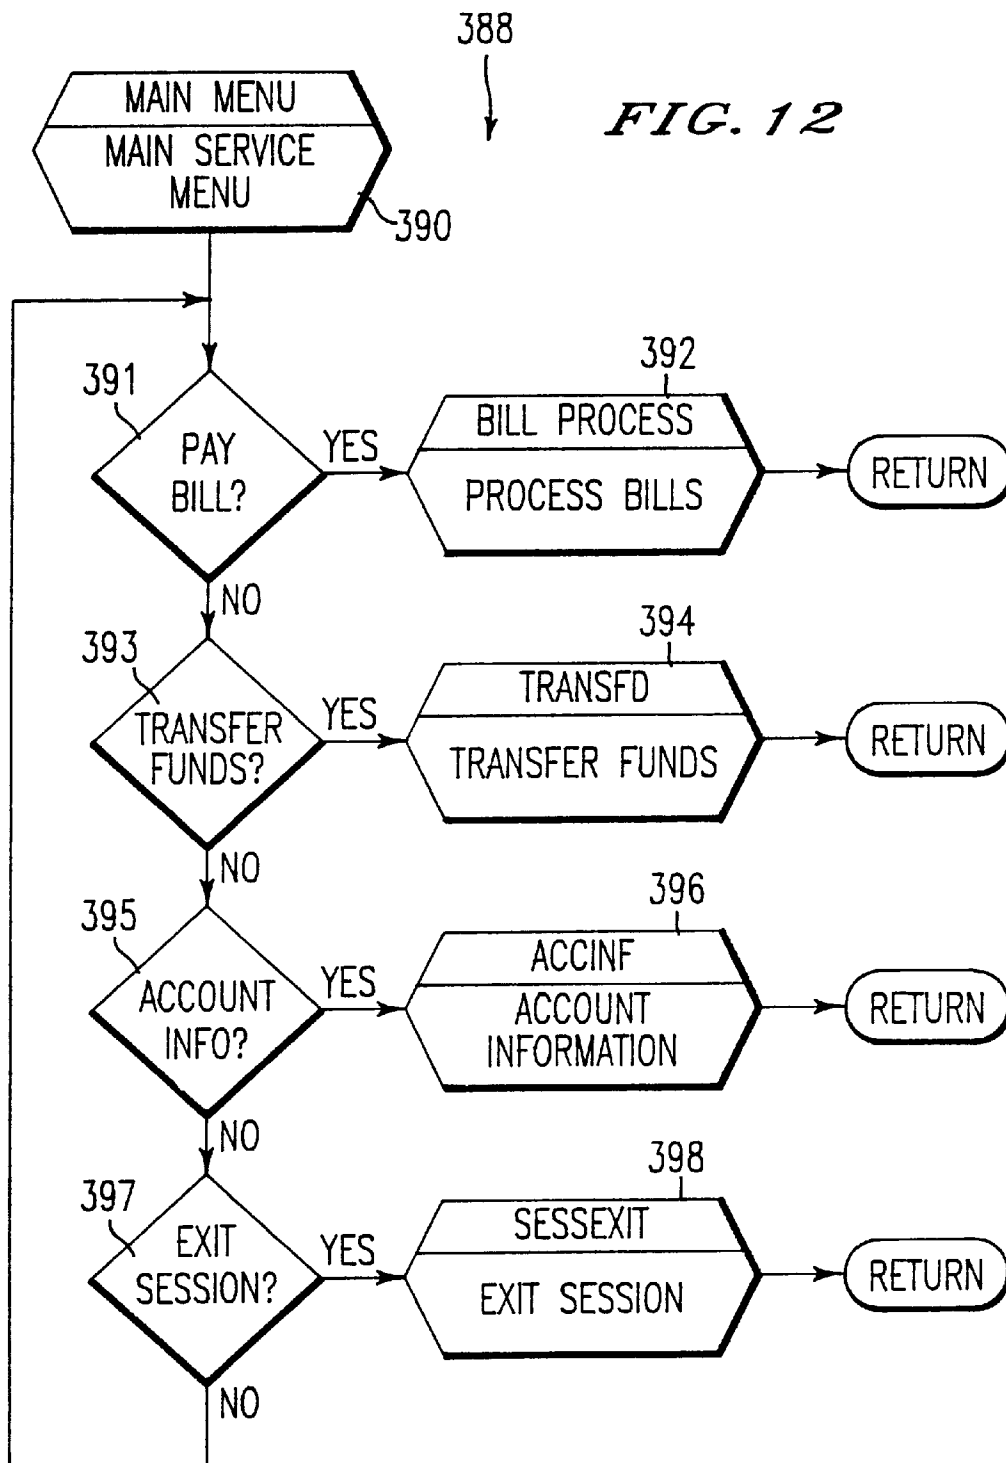 388
FIG. 12
MAIN MENU
MAIN SERVICE
MENU
390
391
PAY
BILL?
YES
392
BILL PROCESS
PROCESS BILLS
RETURN
NO
393
TRANSFER
FUNDS?
YES
394
TRANSFD
TRANSFER FUNDS
RETURN
NO
395
ACCOUNT
INFO?
YES
396
ACCINF
ACCOUNT
INFORMATION
RETURN
NO
397
EXIT
SESSION?
YES
398
SESSEXIT
EXIT SESSION
RETURN
NO